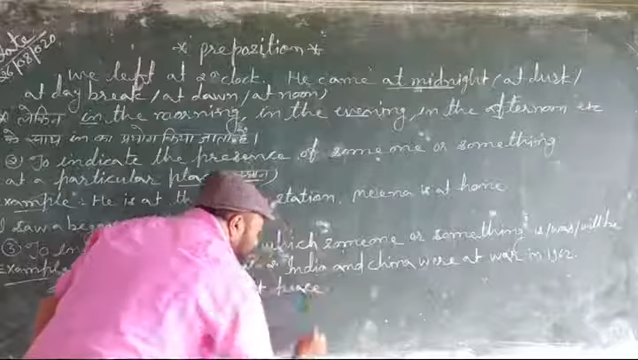 Date
26/08/020
* prepozition *
we left at 2 o'clock. He came at midnight (at dusk/
at day break/at dawn/at noon)
* लेकिन in the morning, in the evening, in the afternoon etc
के साथ in का प्रयोग किया जाता है।
② To indicate the presence of some one or something
at a particular place
example: He is at the station, meena is at home
I saw a
③ To in which someone or something is/was/will be
Example India and china were at war in 1962.
t peace